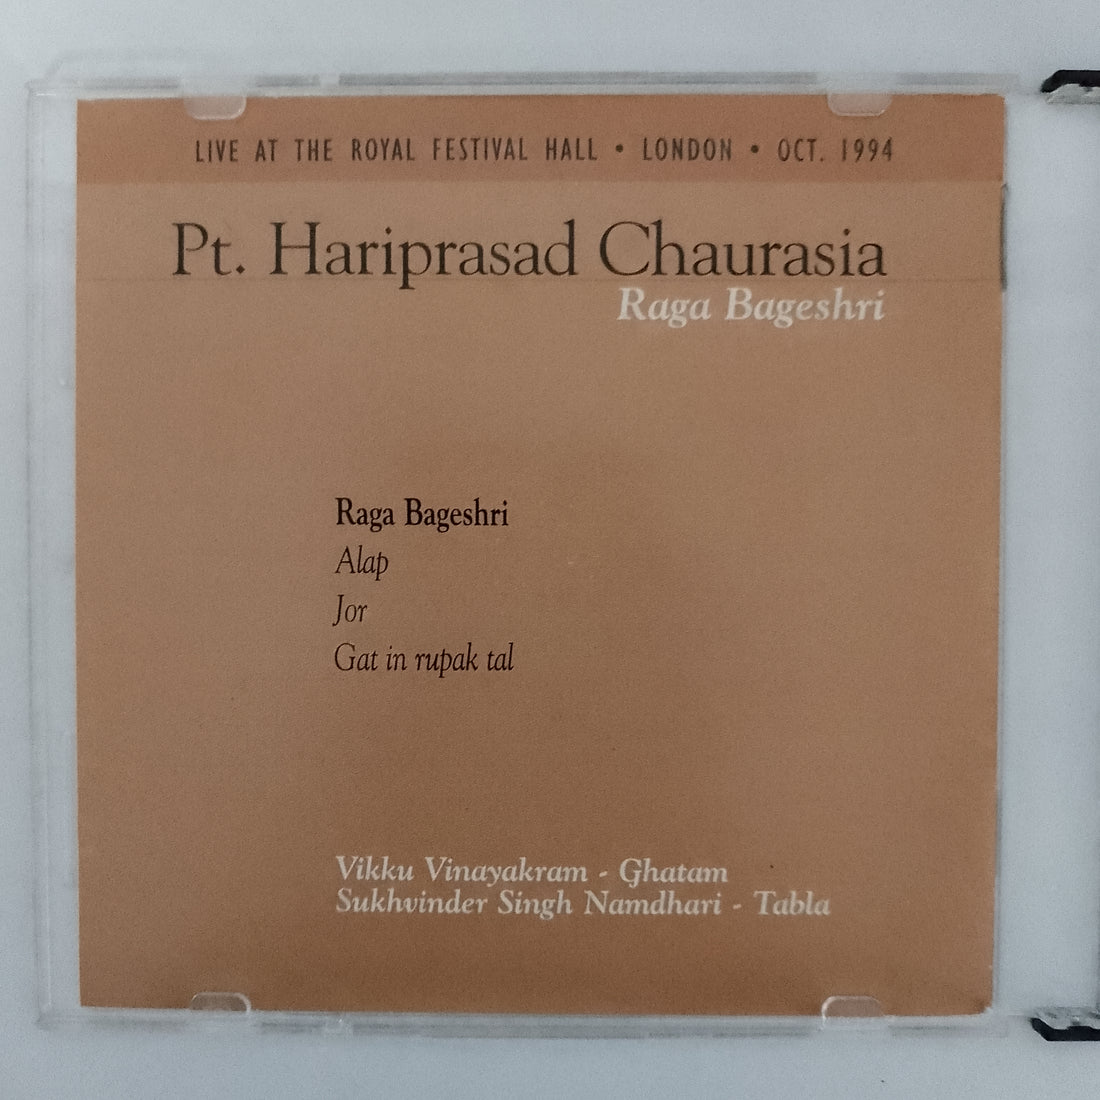 LIVE AT THE ROYAL FESTIVAL HALL • LONDON • OCT. 1994
Pt. Hariprasad Chaurasia
Raga Bageshri
Raga Bageshri
Alap
Jor
Gat in rupak tal
Vikku Vinayakram - Ghatam
Sukhvinder Singh Namdhari - Tabla